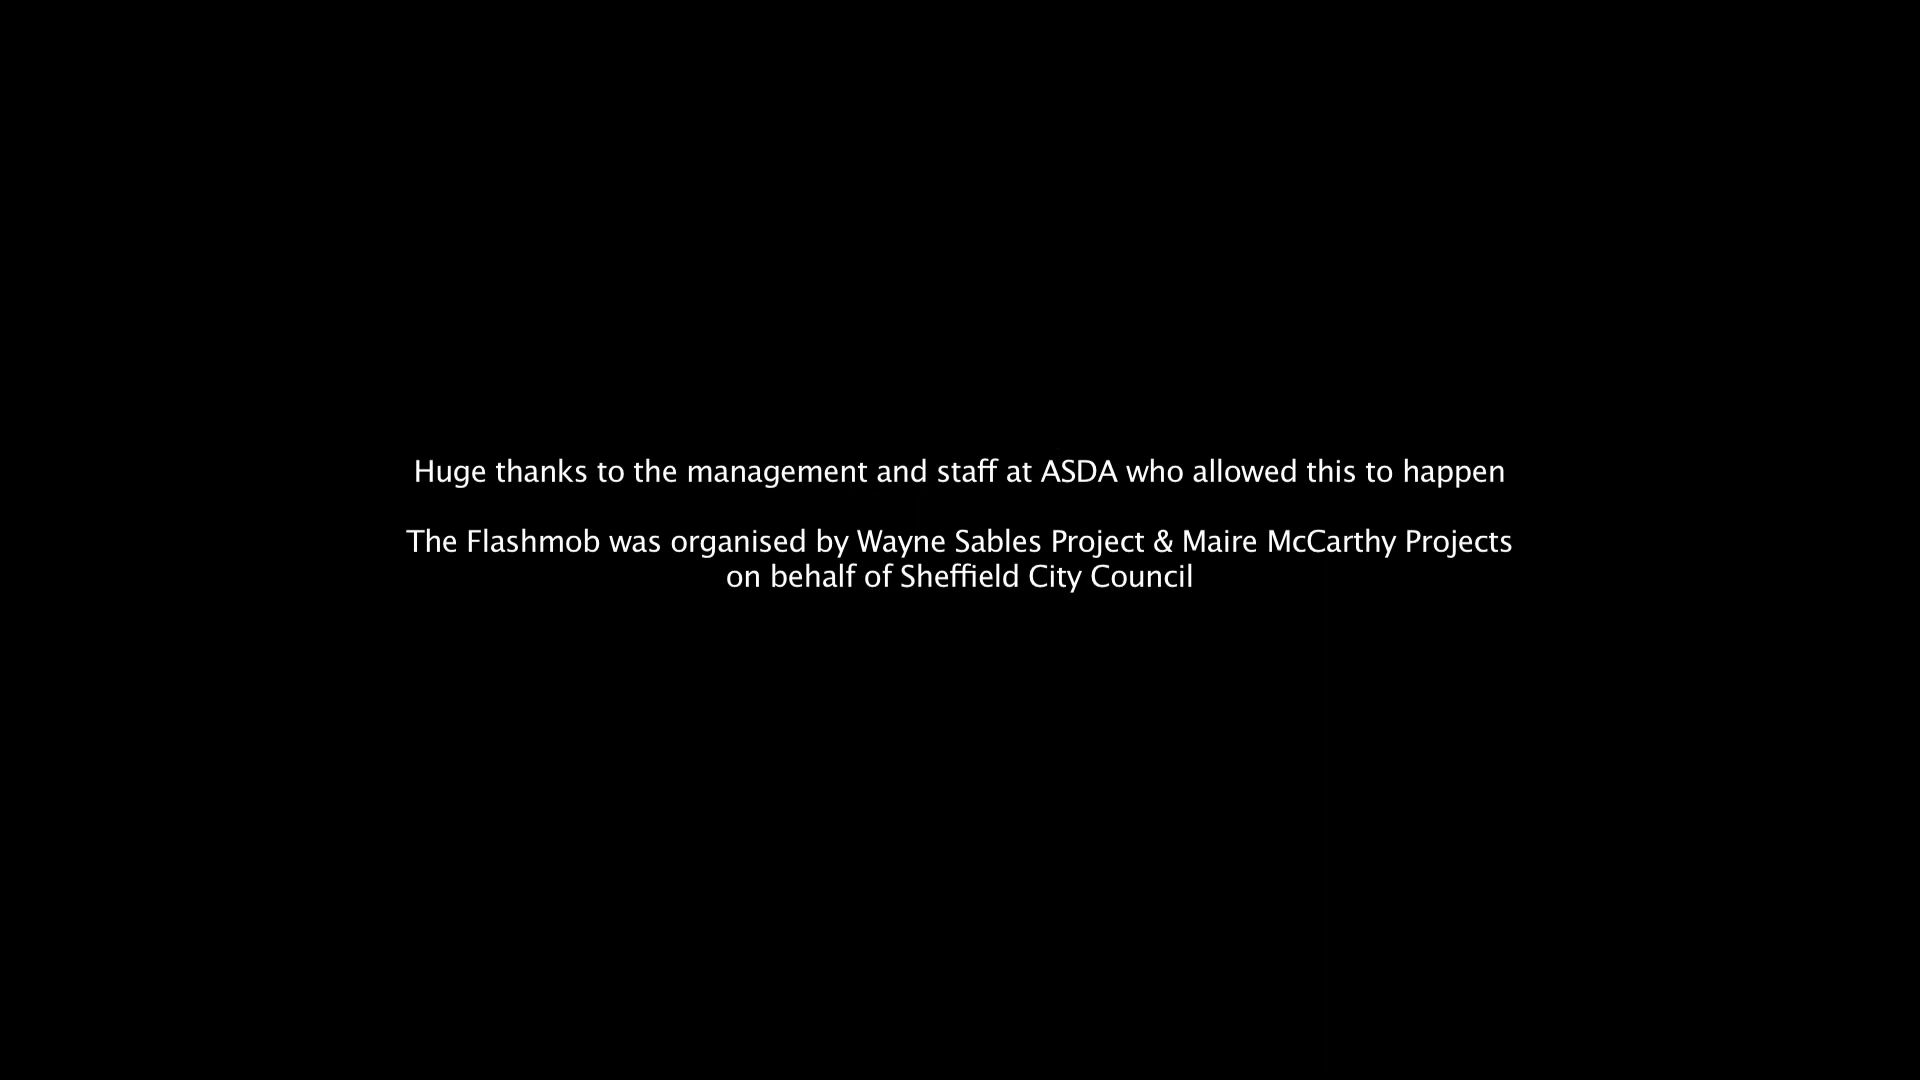 Huge thanks to the management and staff at ASDA who allowed this to happen
The Flashmob was organised by Wayne Sables Project & Maire McCarthy Projects
on behalf of Sheffield City Council